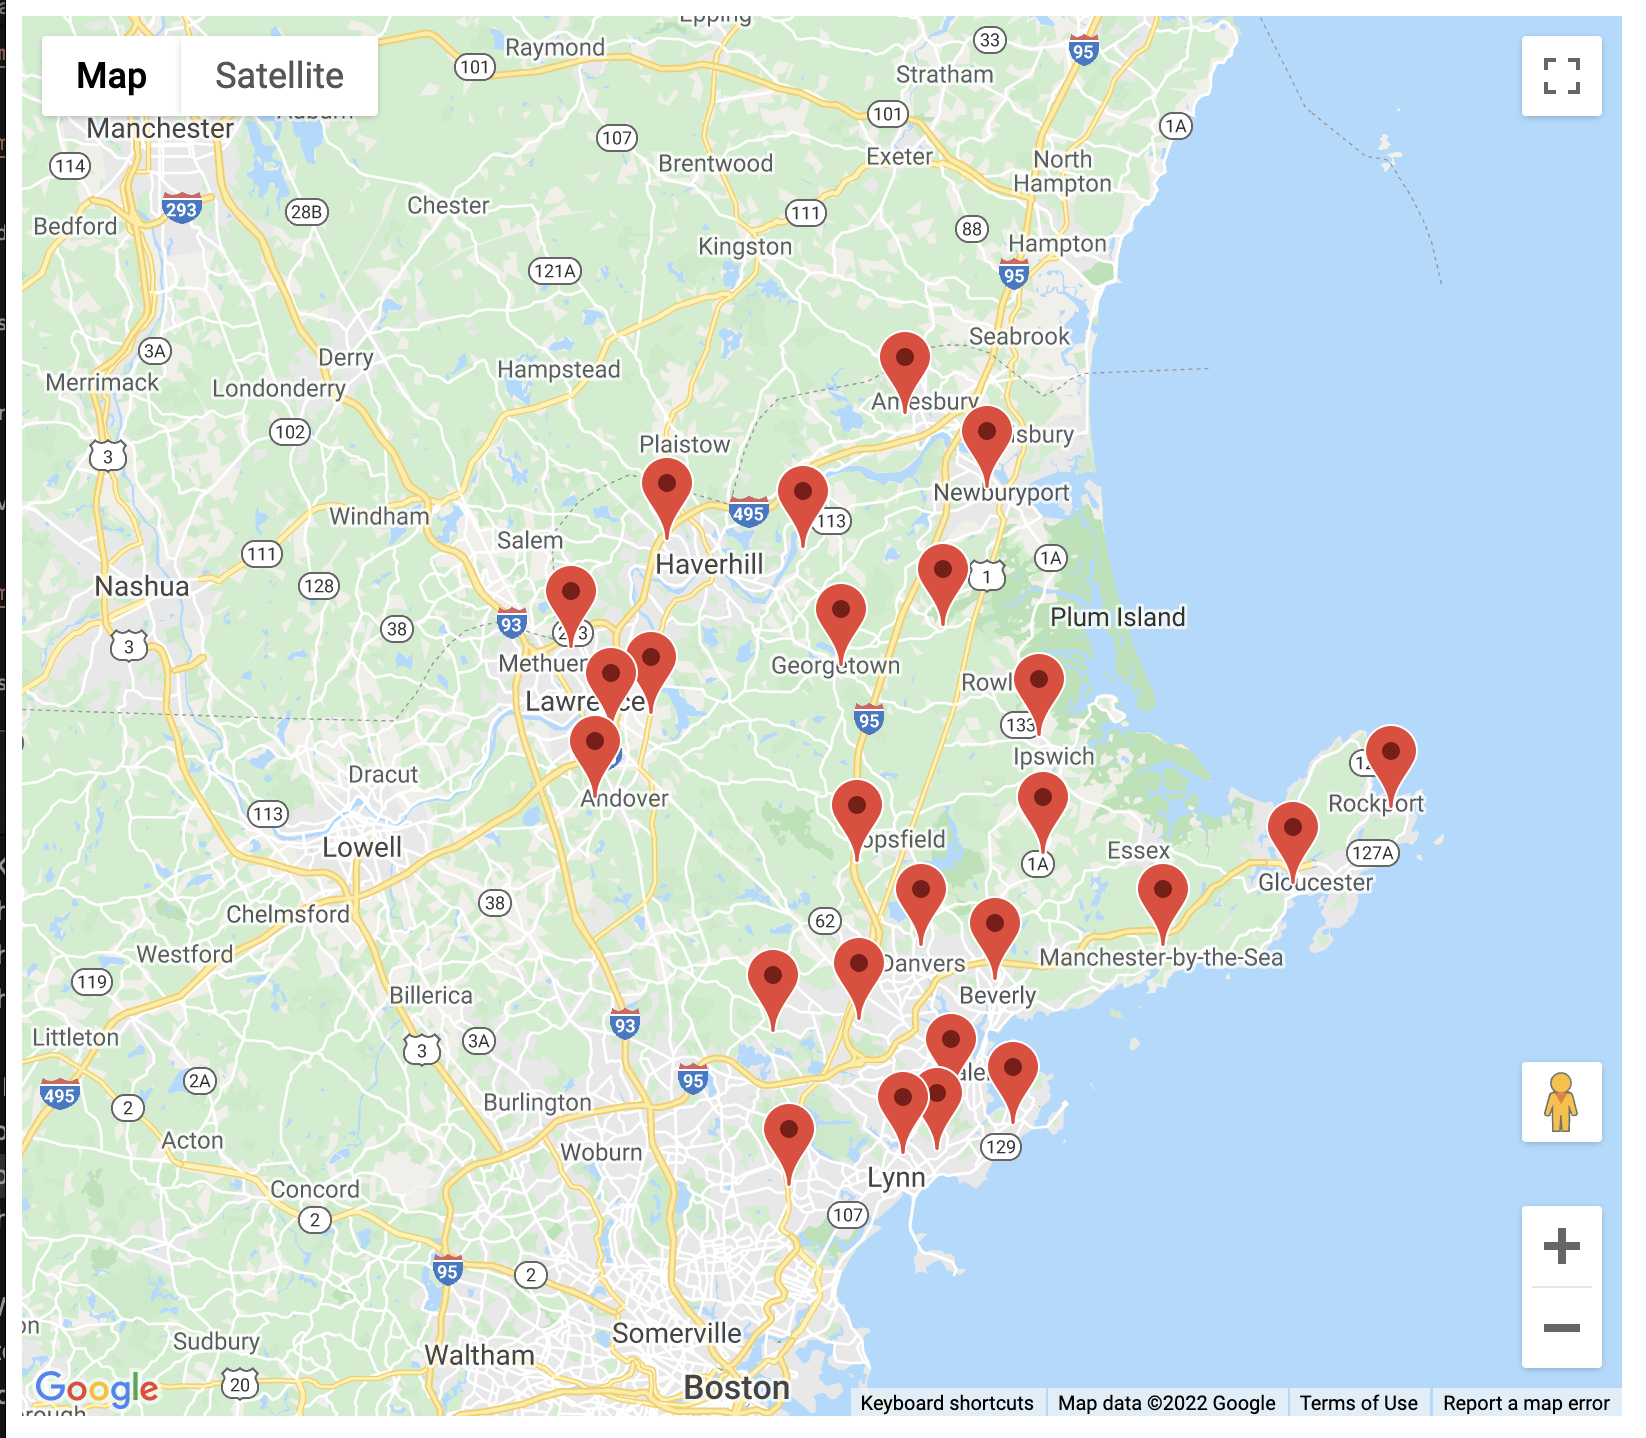 Epping
Map
Satellite
Raymond
33
95
101
Stratham
101
Auburn
Manchester
1A
107
Brentwood
Exeter
North
Hampton
114
293
28B
Chester
111
88
Bedford
Kingston
Hampton
121A
95
Seabrook
3A
Derry
Merrimack
Londonderry
Hampstead
Amesbury
102
Plaistow
3
Newburyport
Windham
495
113
Salem
111
Haverhill
1A
Nashua
128
1
93
38
Plum Island
3
Methuen
Georgetown
Lawrence
133
95
Ipswich
Dracut
Andover
Rockport
113
Lowell
Essex
127A
1A
Gloucester
38
Chelmsford
62
Westford
Danvers
Manchester-by-the-Sea
119
Billerica
Beverly
93
Littleton
3
3A
95
2A
495
2
Burlington
Acton
Woburn
129
Lynn
Concord
2
107
95
2
Sudbury
Somerville
Waltham
20
Boston
Google
Keyboard shortcuts
Map data ©2022 Google
Terms of Use
Report a map error